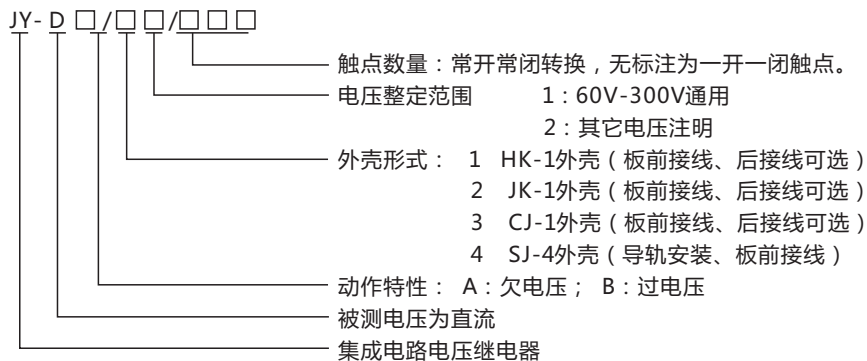 JY- D □ /□ □ /□ □ □
触点数量：常开常闭转换，无标注为一开一闭触点。
电压整定范围 1：60V-300V通用
2：其它电压注明
外壳形式： 1 HK-1外壳（板前接线、后接线可选）
2 JK-1外壳（板前接线、后接线可选）
3 CJ-1外壳（板前接线、后接线可选）
4 SJ-4外壳（导轨安装、板前接线）
动作特性： A：欠电压； B：过电压
被测电压为直流
集成电路电压继电器